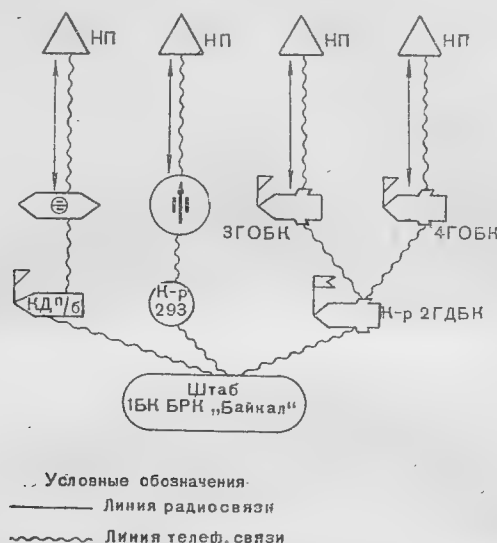 НП НП НП НП
3ГОБК 4ГОБК
КД п/б
К-р
293
К-р 2ГДБК
Штаб
1БК БРК „Байкал“
Условные обозначения
Линия радиосвязи
Линия телеф. связи